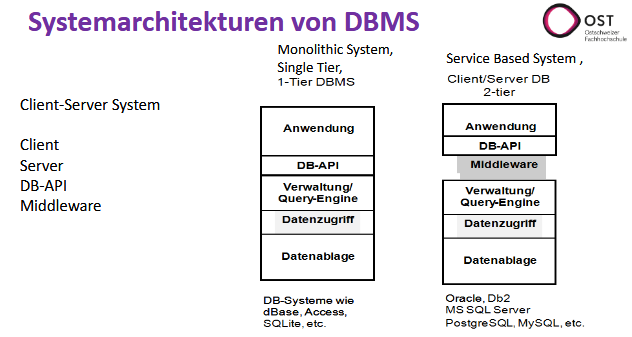 Systemarchitekturen von DBMS
OST
Ostschweizer
Fachhochschule
Client-Server System
Client
Server
DB-API
Middleware
Monolithic System,
Single Tier,
1-Tier DBMS
Anwendung
DB-API
Verwaltung/
Query-Engine
Datenzugriff
Datenablage
DB-Systeme wie
dBase, Access,
SQLite, etc.
Service Based System ,
Client/Server DB
2-tier
Anwendung
DB-API
Middleware
Verwaltung/
Query-Engine
Datenzugriff
Datenablage
Oracle, Db2
MS SQL Server
PostgreSQL, MySQL, etc.